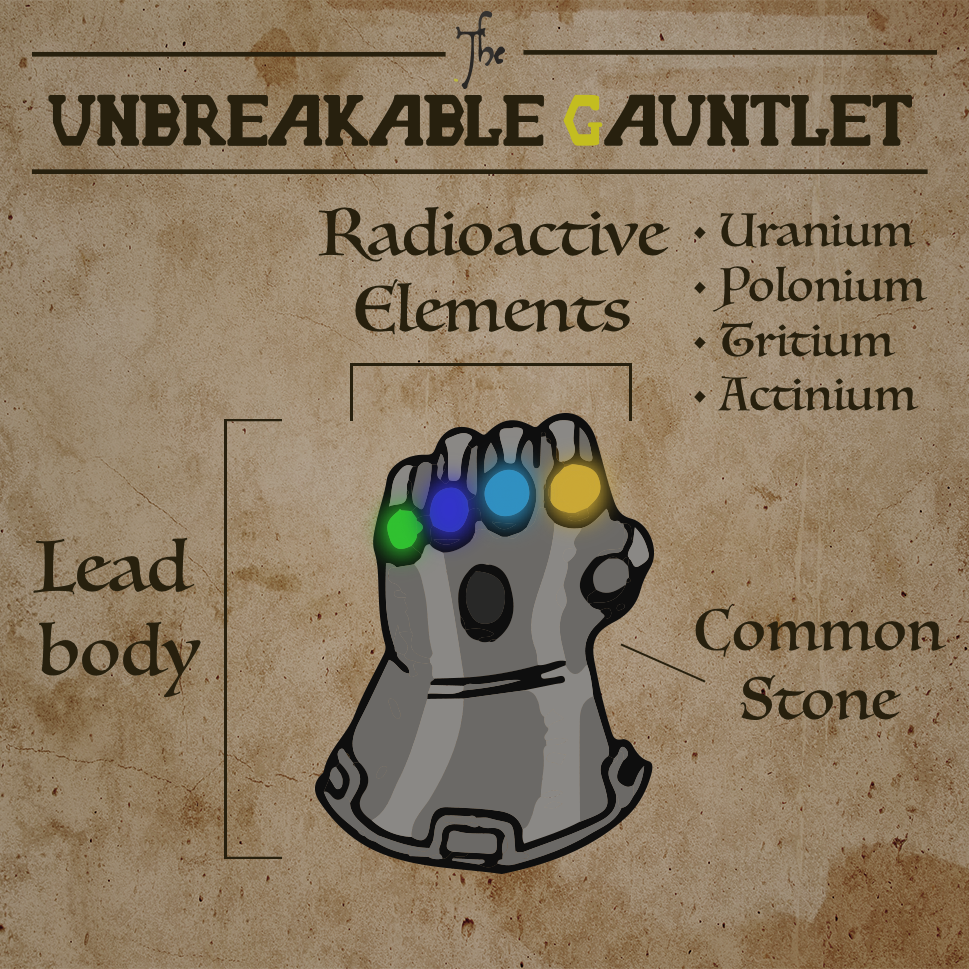 The
UNBREAKABLE GAUNTLET
Radioactive
Elements
• Uranium
• Polonium
• Tritium
• Actinium
Lead
body
Common
Stone